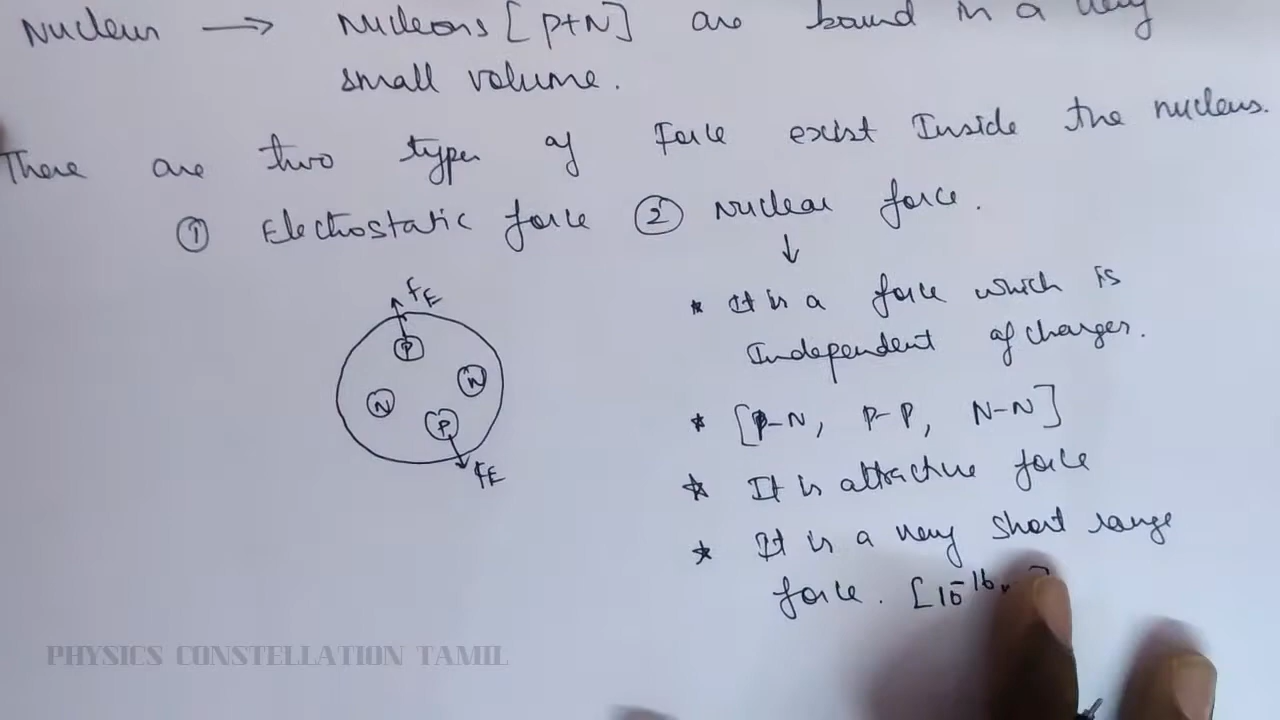 Nucleus → Nucleons [P+N] are bound in a very
small volume.
There are two types of Force exist Inside the nucleus.
① Electrostatic force ② Nuclear force.
↓
F_E
P
N
N
P
F_E
* It is a force which is
Independent of charges.
* [P-N, P-P, N-N]
* It is attractive force
* It is a very short range
force. [10⁻¹⁶
PHYSICS CONSTELLATION TAMIL